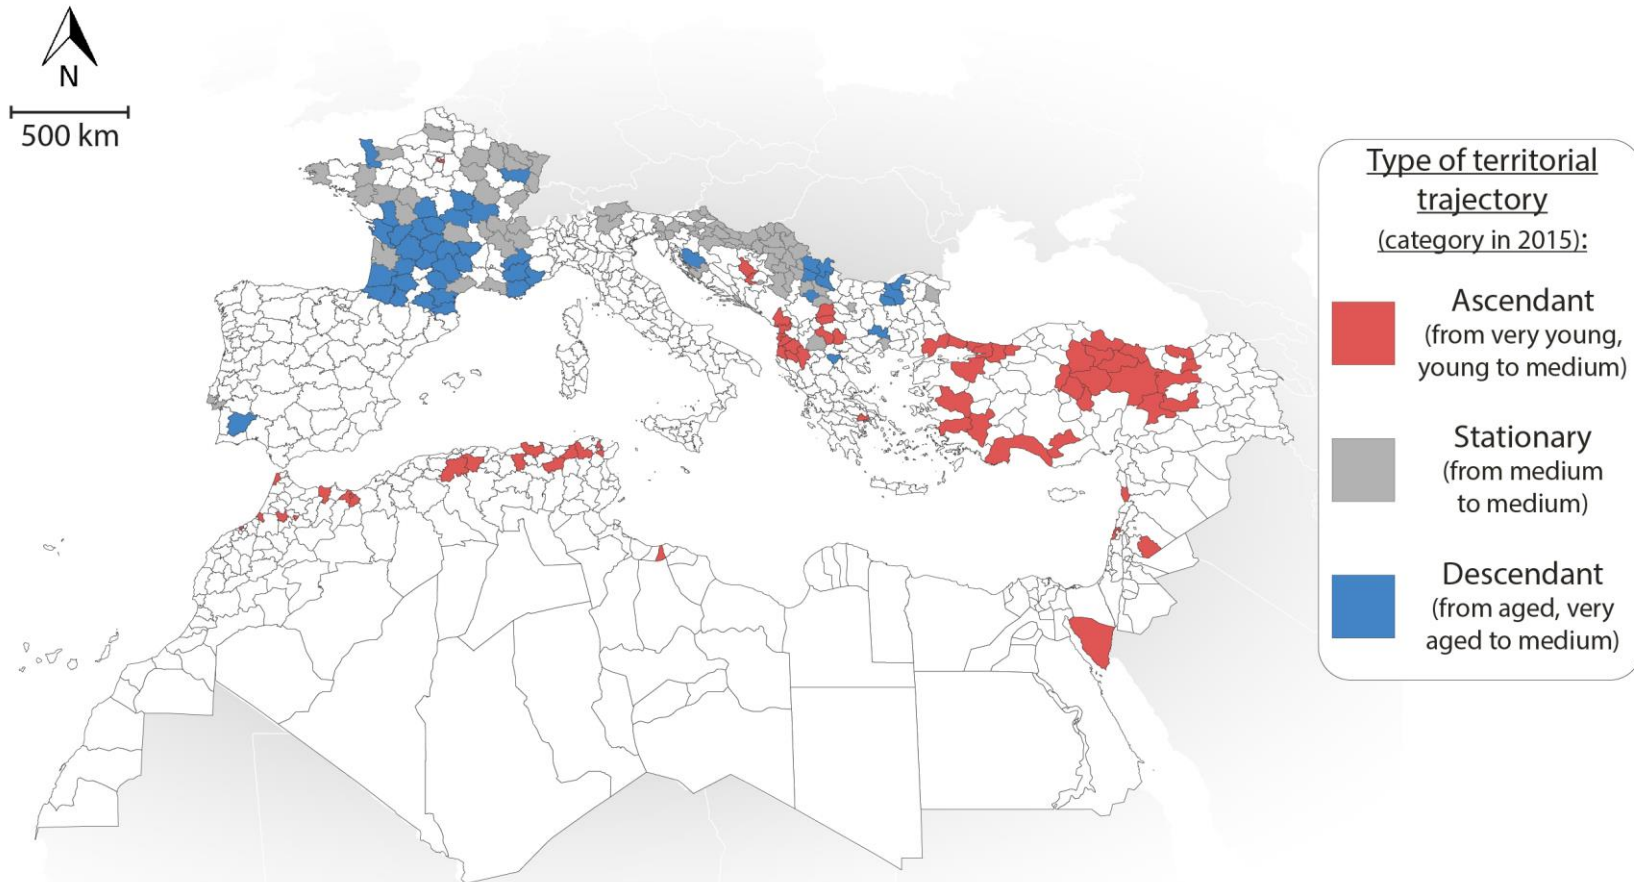 N
500 km
Type of territorial
trajectory
(category in 2015):
Ascendant
(from very young,
young to medium)
Stationary
(from medium
to medium)
Descendant
(from aged, very
aged to medium)